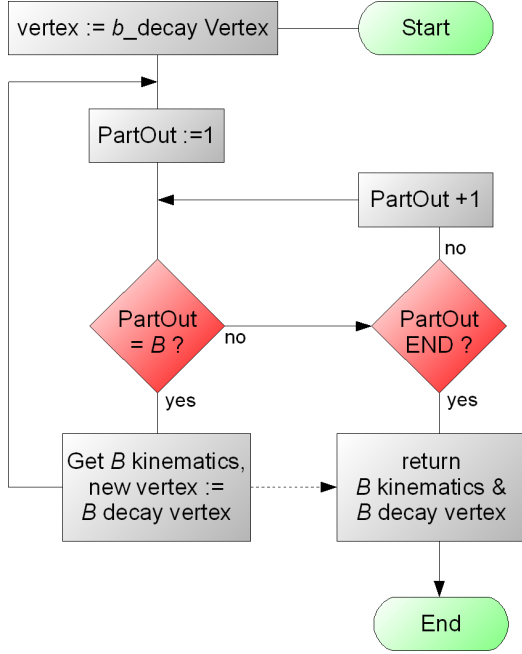 vertex := b_decay Vertex
Start
PartOut :=1
PartOut +1
no
PartOut
= B ?
no
PartOut
END ?
yes
yes
Get B kinematics,
new vertex :=
B decay vertex
return
B kinematics &
B decay vertex
End